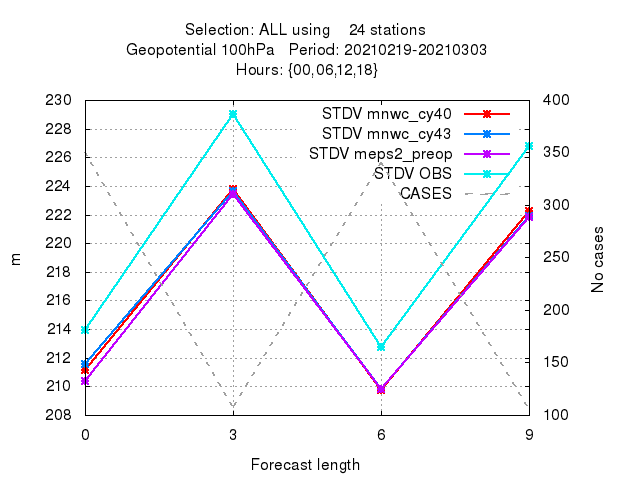 Selection: ALL using    24 stations
Geopotential 100hPa   Period: 20210219-20210303
Hours: {00,06,12,18}
STDV mnwc_cy40
STDV mnwc_cy43
STDV meps2_preop
STDV OBS
CASES
230
228
226
224
222
220
218
216
214
212
210
208
m
400
350
300
250
200
150
100
No cases
0 3 6 9
Forecast length